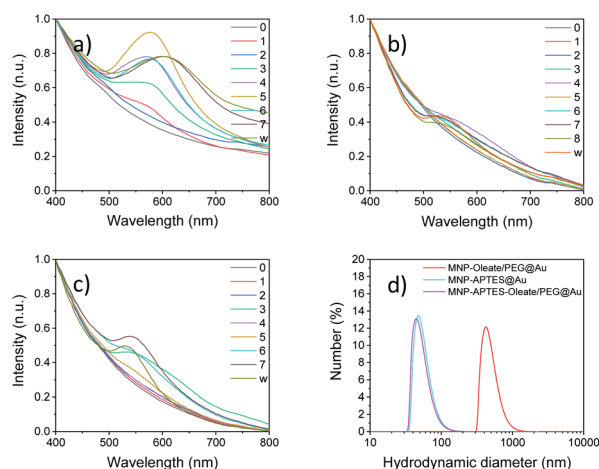 a)
1.0
0.8
0.6
0.4
0.2
0.0
400 500 600 700 800
Intensity (n.u.)
Wavelength (nm)
0
1
2
3
4
5
6
7
w
b)
1.0
0.8
0.6
0.4
0.2
0.0
400 500 600 700 800
Intensity (n.u.)
Wavelength (nm)
0
1
2
3
4
5
6
7
8
w
c)
1.0
0.8
0.6
0.4
0.2
0.0
400 500 600 700 800
Intensity (n.u.)
Wavelength (nm)
0
1
2
3
4
5
6
7
w
d)
20
18
16
14
12
10
8
6
4
2
0
10 100 1000 10000
Number (%)
Hydrodynamic diameter (nm)
MNP-Oleate/PEG@Au
MNP-APTES@Au
MNP-APTES-Oleate/PEG@Au